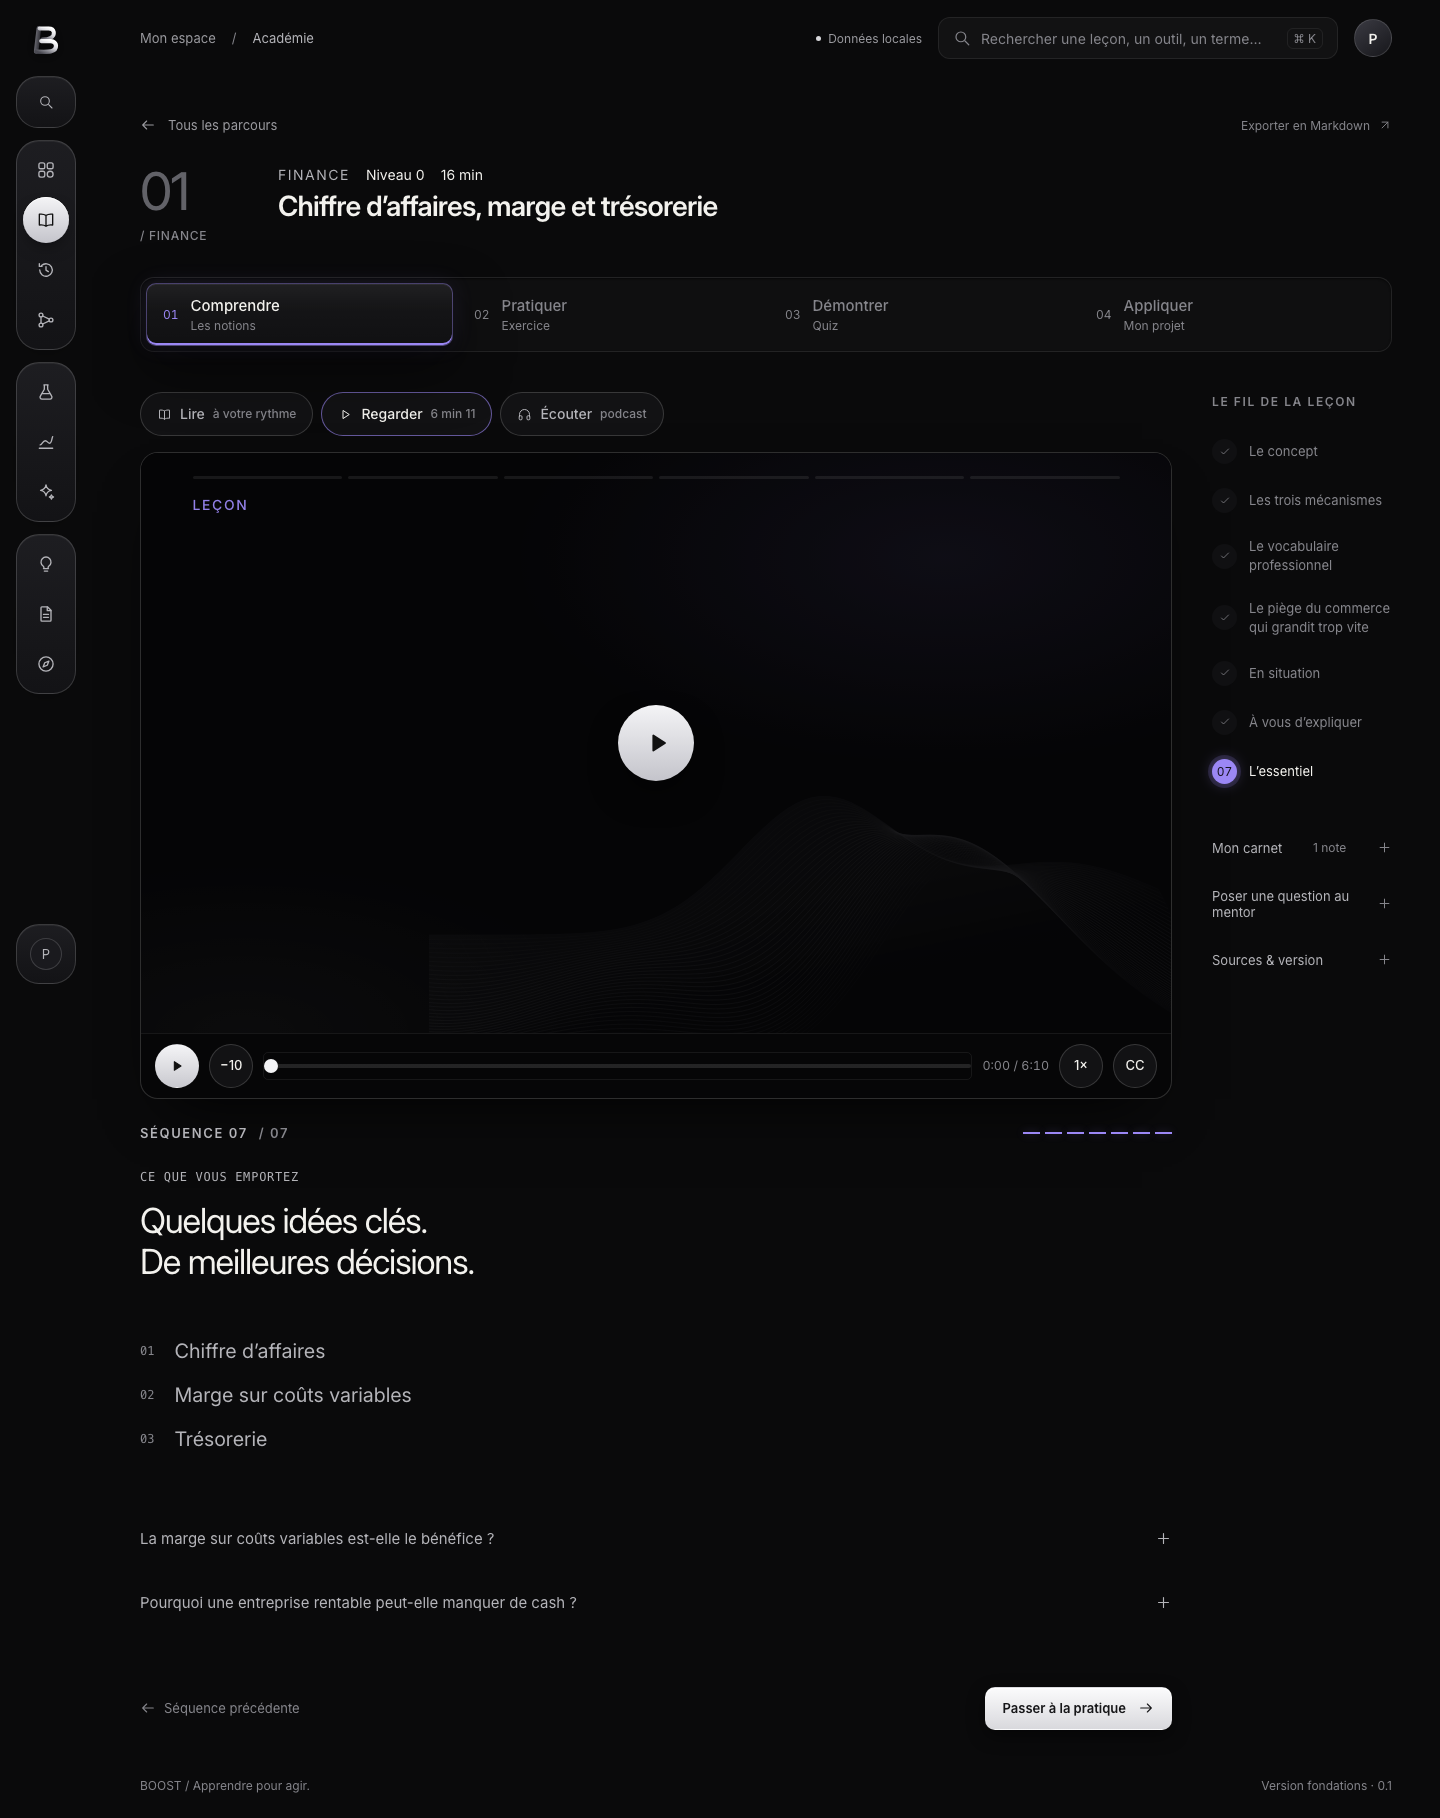 B
Mon espace / Académie
Données locales
Rechercher une leçon, un outil, un terme...
⌘ K
P
← Tous les parcours
Exporter en Markdown ↗
01
/ FINANCE
FINANCE Niveau 0 16 min
Chiffre d’affaires, marge et trésorerie
01 Comprendre
Les notions
02 Pratiquer
Exercice
03 Démontrer
Quiz
04 Appliquer
Mon projet
Lire à votre rythme
Regarder 6 min 11
Écouter podcast
LEÇON
−10
0:00 / 6:10
1×
CC
LE FIL DE LA LEÇON
Le concept
Les trois mécanismes
Le vocabulaire
professionnel
Le piège du commerce
qui grandit trop vite
En situation
À vous d’expliquer
07 L’essentiel
Mon carnet 1 note +
Poser une question au
mentor +
Sources & version +
P
SÉQUENCE 07 / 07
CE QUE VOUS EMPORTEZ
Quelques idées clés.
De meilleures décisions.
01 Chiffre d’affaires
02 Marge sur coûts variables
03 Trésorerie
La marge sur coûts variables est-elle le bénéfice ? +
Pourquoi une entreprise rentable peut-elle manquer de cash ? +
← Séquence précédente
Passer à la pratique →
BOOST / Apprendre pour agir.
Version fondations · 0.1